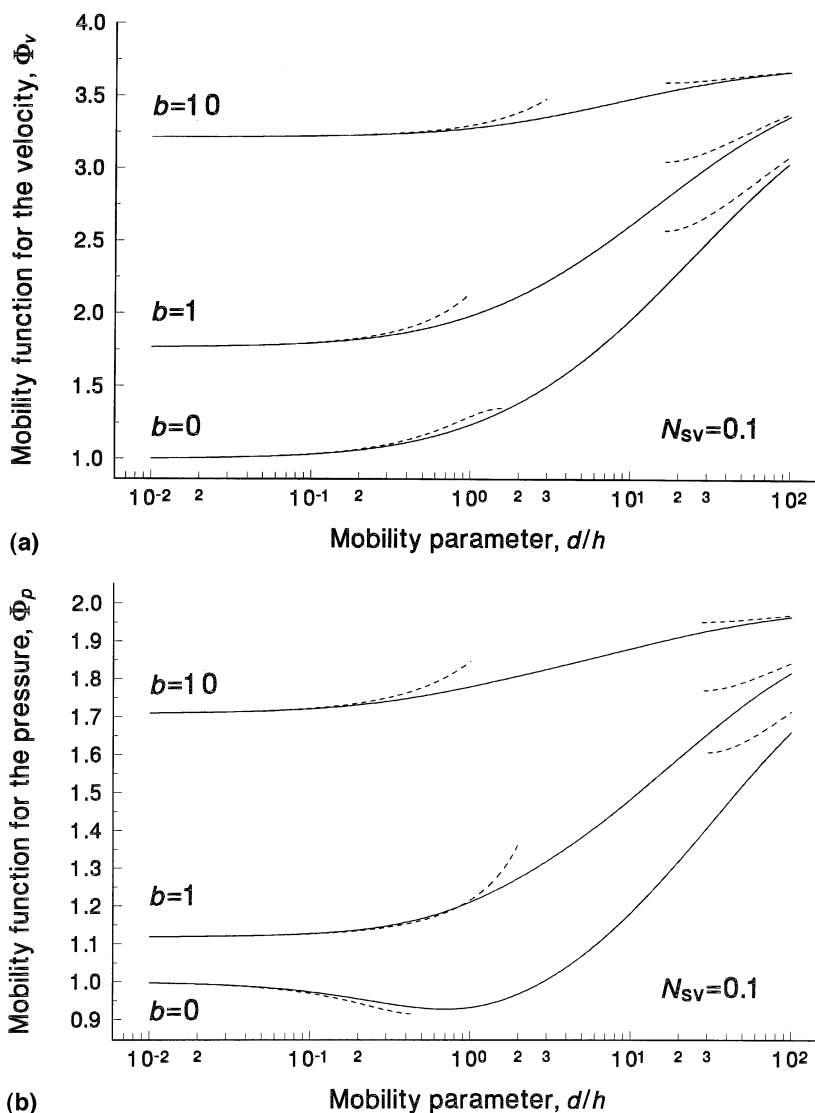 Mobility function for the velocity, Φv
4.0
3.5
3.0
2.5
2.0
1.5
1.0
b=10
b=1
b=0
NSV=0.1
10-2 2 10-1 2 100 2 3 101 2 3 102
(a) Mobility parameter, d/h
Mobility function for the pressure, Φp
2.0
1.9
1.8
1.7
1.6
1.5
1.4
1.3
1.2
1.1
1.0
0.9
b=10
b=1
b=0
NSV=0.1
10-2 2 10-1 2 100 2 3 101 2 3 102
(b) Mobility parameter, d/h